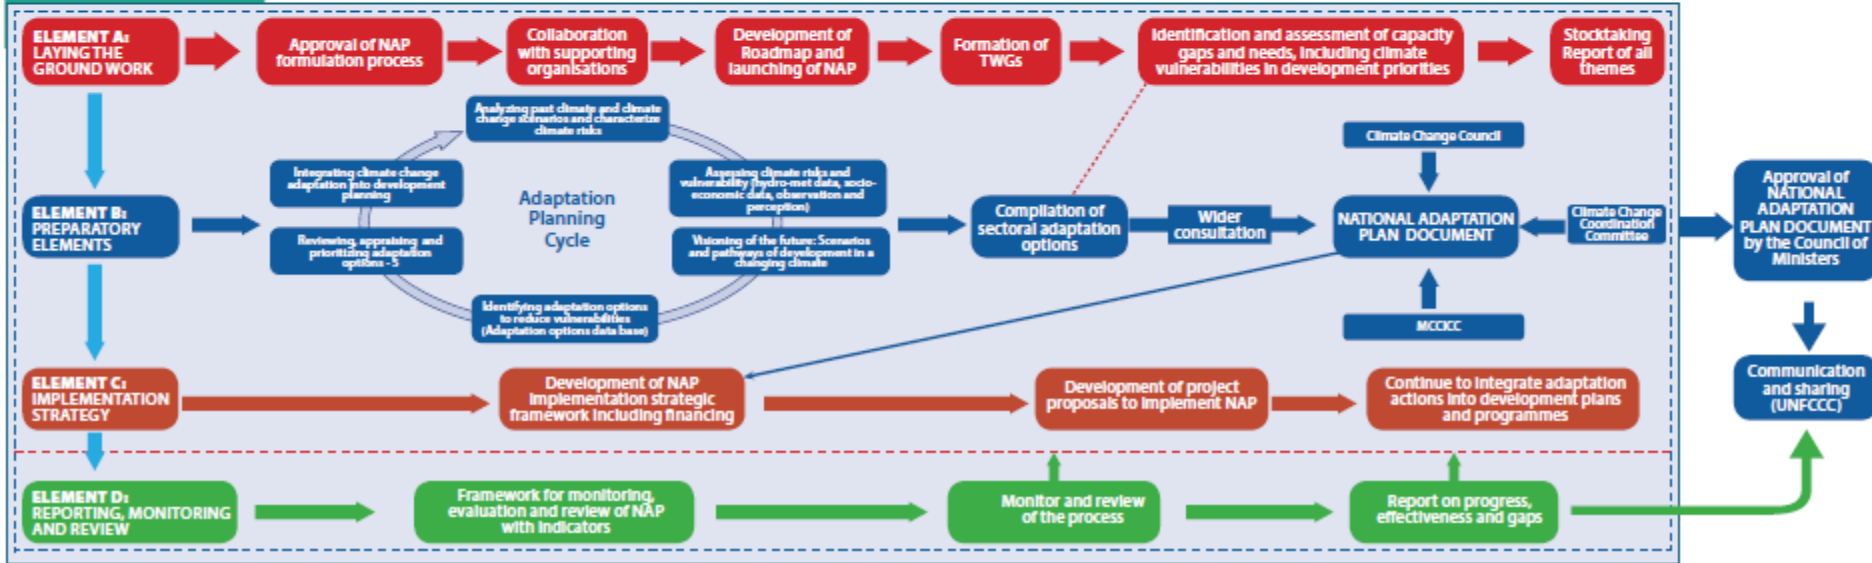 ELEMENT A:
LAYING THE
GROUND WORK
Approval of NAP
formulation process
Collaboration
with supporting
organisations
Development of
Roadmap and
launching of NAP
Formation of
TWGs
Identification and assessment of capacity
gaps and needs, including climate
vulnerabilities in development priorities
Stocktaking
Report of all
themes
ELEMENT B:
PREPARATORY
ELEMENTS
Adaptation
Planning
Cycle
Analyzing past climate and climate
change scenarios and characterize
climate risks
Assessing climate risks and
vulnerability (hydro-met data, socio-
economic data, observation and
perception)
Visioning of the future: Scenarios
and pathways of development in a
changing climate
Identifying adaptation options
to reduce vulnerabilities
(Adaptation options data base)
Reviewing, appraising and
prioritizing adaptation
options - 5
Integrating climate change
adaptation into development
planning
Compilation of
sectoral adaptation
options
Wider
consultation
Climate Change Council
NATIONAL ADAPTATION
PLAN DOCUMENT
MCCICC
Climate Change
Coordination
Committee
Approval of
NATIONAL
ADAPTATION
PLAN DOCUMENT
by the Council of
Ministers
Communication
and sharing
(UNFCCC)
ELEMENT C:
IMPLEMENTATION
STRATEGY
Development of NAP
Implementation strategic
framework including financing
Development of project
proposals to implement NAP
Continue to integrate adaptation
actions into development plans
and programmes
ELEMENT D:
REPORTING, MONITORING
AND REVIEW
Framework for monitoring,
evaluation and review of NAP
with indicators
Monitor and review
of the process
Report on progress,
effectiveness and gaps